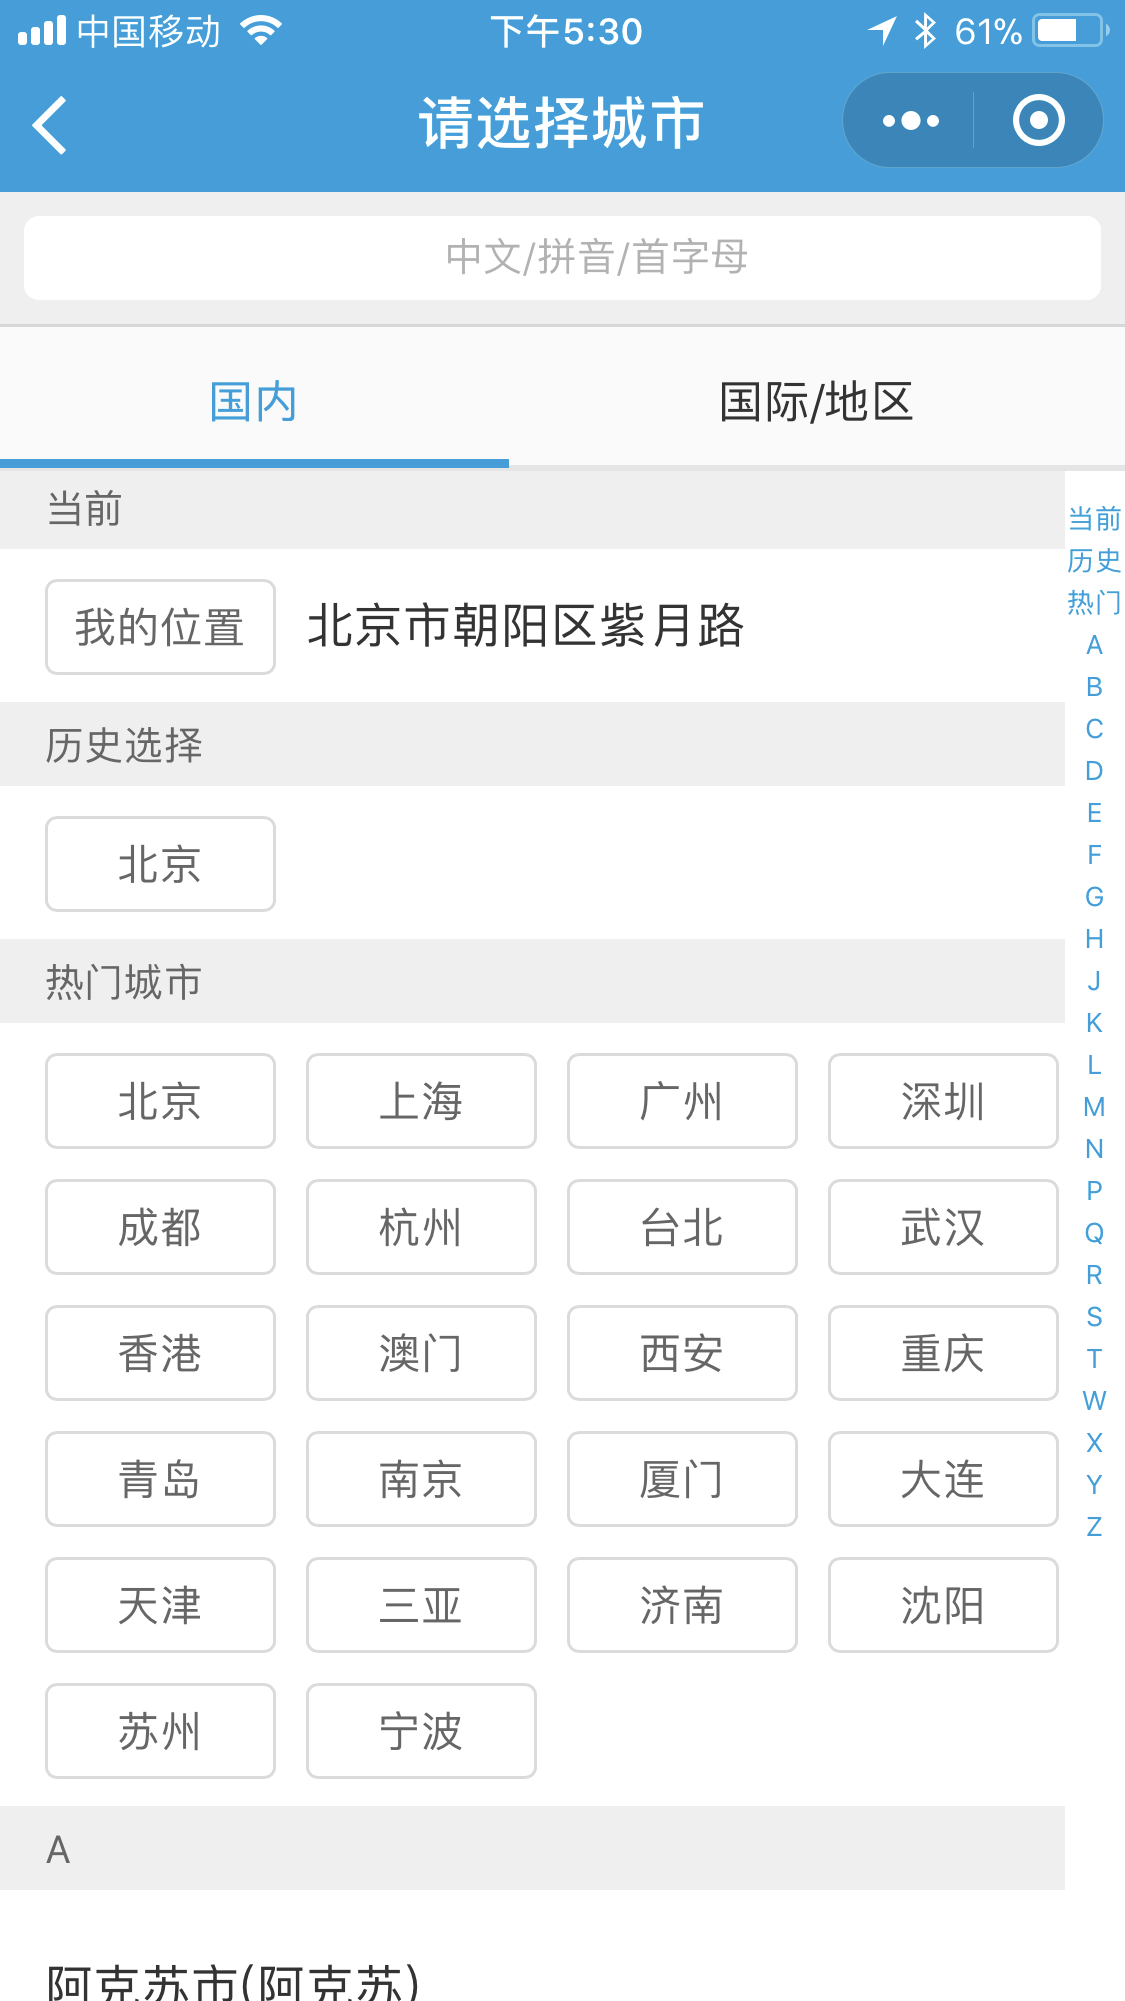 中国移动 下午5:30 61%
请选择城市
中文/拼音/首字母
国内 国际/地区
当前
我的位置 北京市朝阳区紫月路
历史选择
北京
热门城市
北京 上海 广州 深圳
成都 杭州 台北 武汉
香港 澳门 西安 重庆
青岛 南京 厦门 大连
天津 三亚 济南 沈阳
苏州 宁波
A
阿克苏市(阿克苏)
当前
历史
热门
A
B
C
D
E
F
G
H
J
K
L
M
N
P
Q
R
S
T
W
X
Y
Z